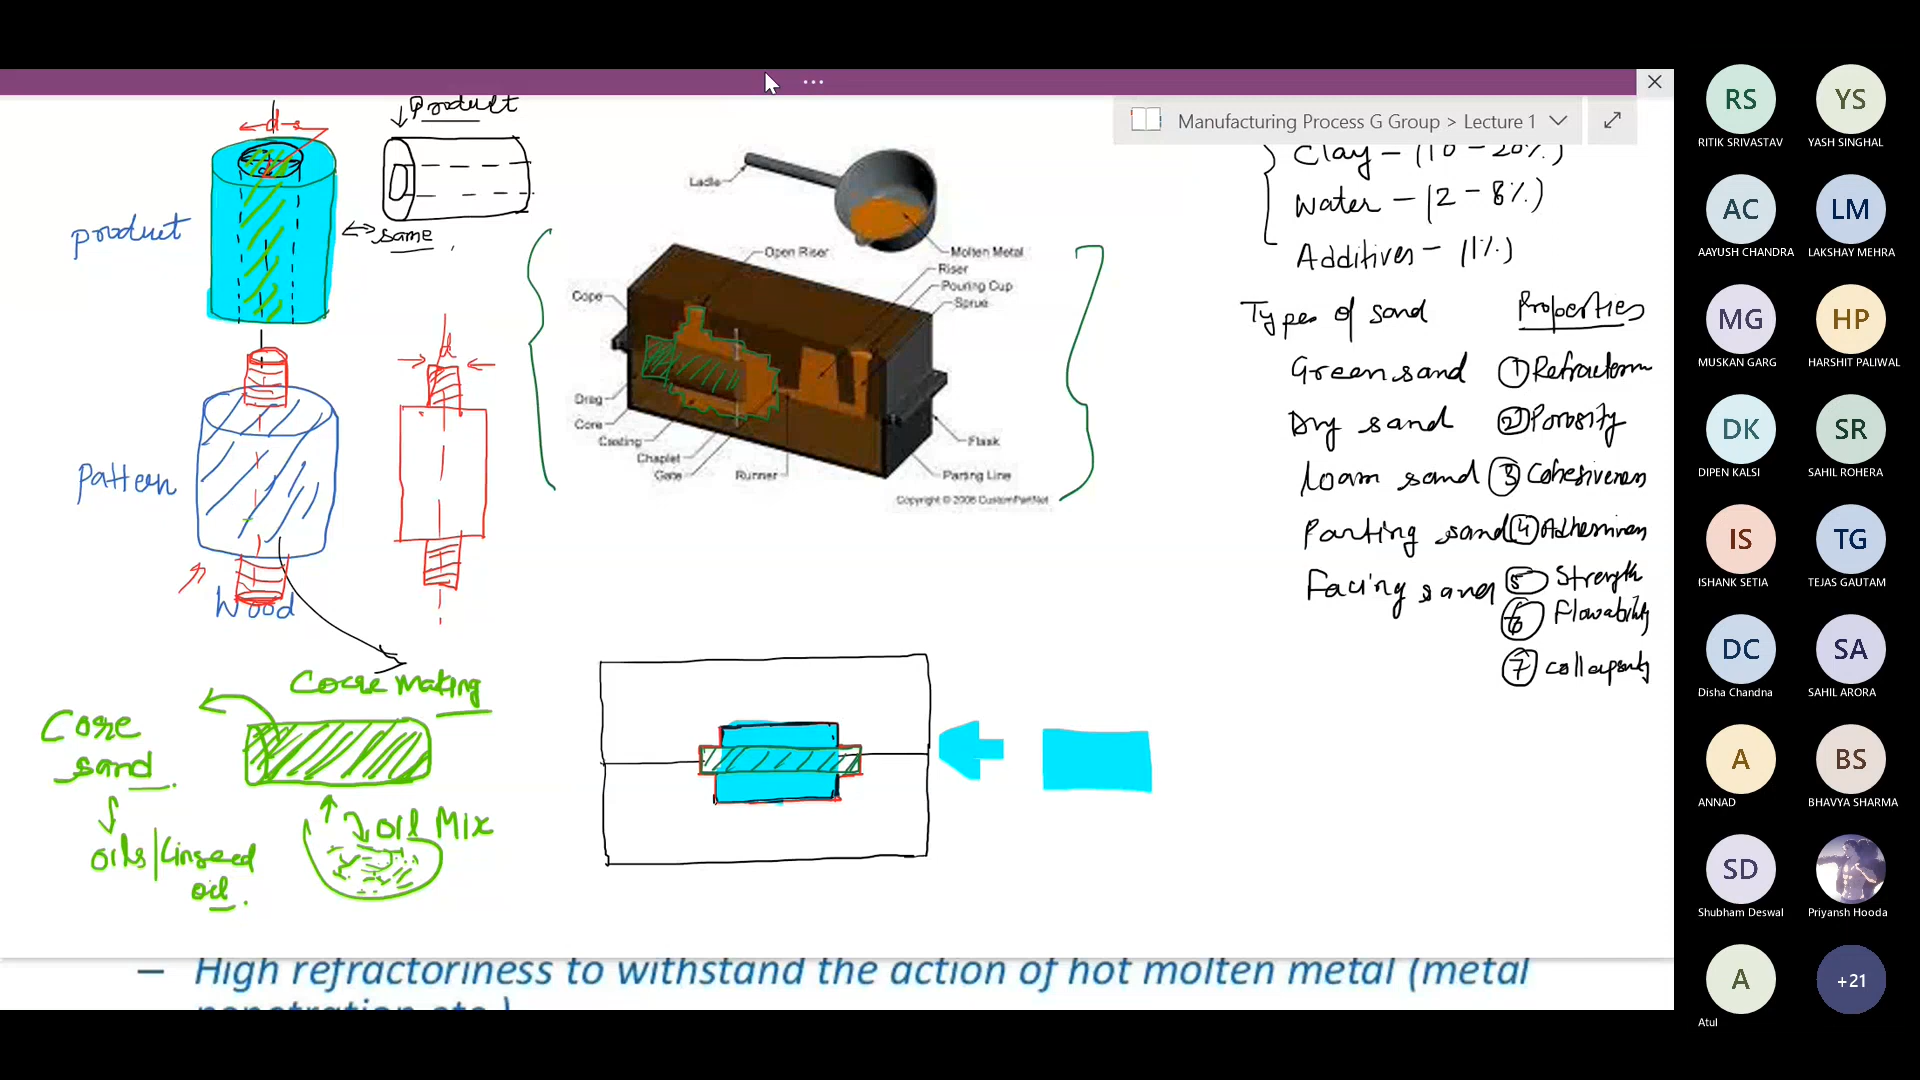 Manufacturing Process G Group > Lecture 1
product
d
product
same
Pattern
d
Wood
Core making
Core
sand
oils/Linseed
oil
oil Mix
Ladle
Open Riser
Molten Metal
Riser
Pouring Cup
Sprue
Cope
Drag
Core
Casting
Chaplet
Gate
Runner
Flask
Parting Line
Copyright © 2008 CustomPartNet
Clay – (10 – 20%)
Water – (2 – 8%)
Additives – (1%)
Types of sand
Green sand
Dry sand
Loam sand
Parting sand
Facing sand
Properties
① Refractoriness
② Porosity
③ Cohesiveness
④ Adhesiveness
⑤ Strength
⑥ Flowability
⑦
– High refractoriness to withstand the action of hot molten metal (metal
penetration etc.)
RS
RITIK SRIVASTAV
YS
YASH SINGHAL
AC
AAYUSH CHANDRA
LM
LAKSHAY MEHRA
MG
MUSKAN GARG
HP
HARSHIT PALIWAL
DK
DIPEN KALSI
SR
SAHIL ROHERA
IS
ISHANK SETIA
TG
TEJAS GAUTAM
DC
Disha Chandna
SA
SAHIL ARORA
A
ANNAD
BS
BHAVYA SHARMA
SD
Shubham Deswal
Priyansh Hooda
A
Atul
+21